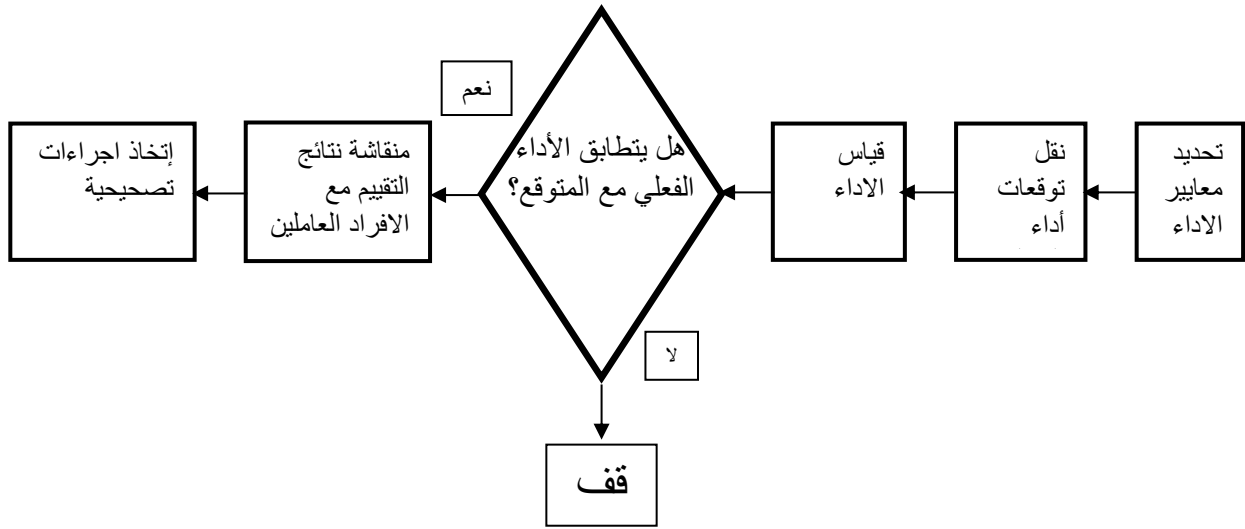 تحديد
معايير
الاداء
نقل
توقعات
أداء
قياس
الاداء
هل يتطابق الأداء
الفعلي مع المتوقع؟
نعم
منقاشة نتائج
التقييم مع
الافراد العاملين
إتخاذ اجراءات
تصحيحية
لا
قف